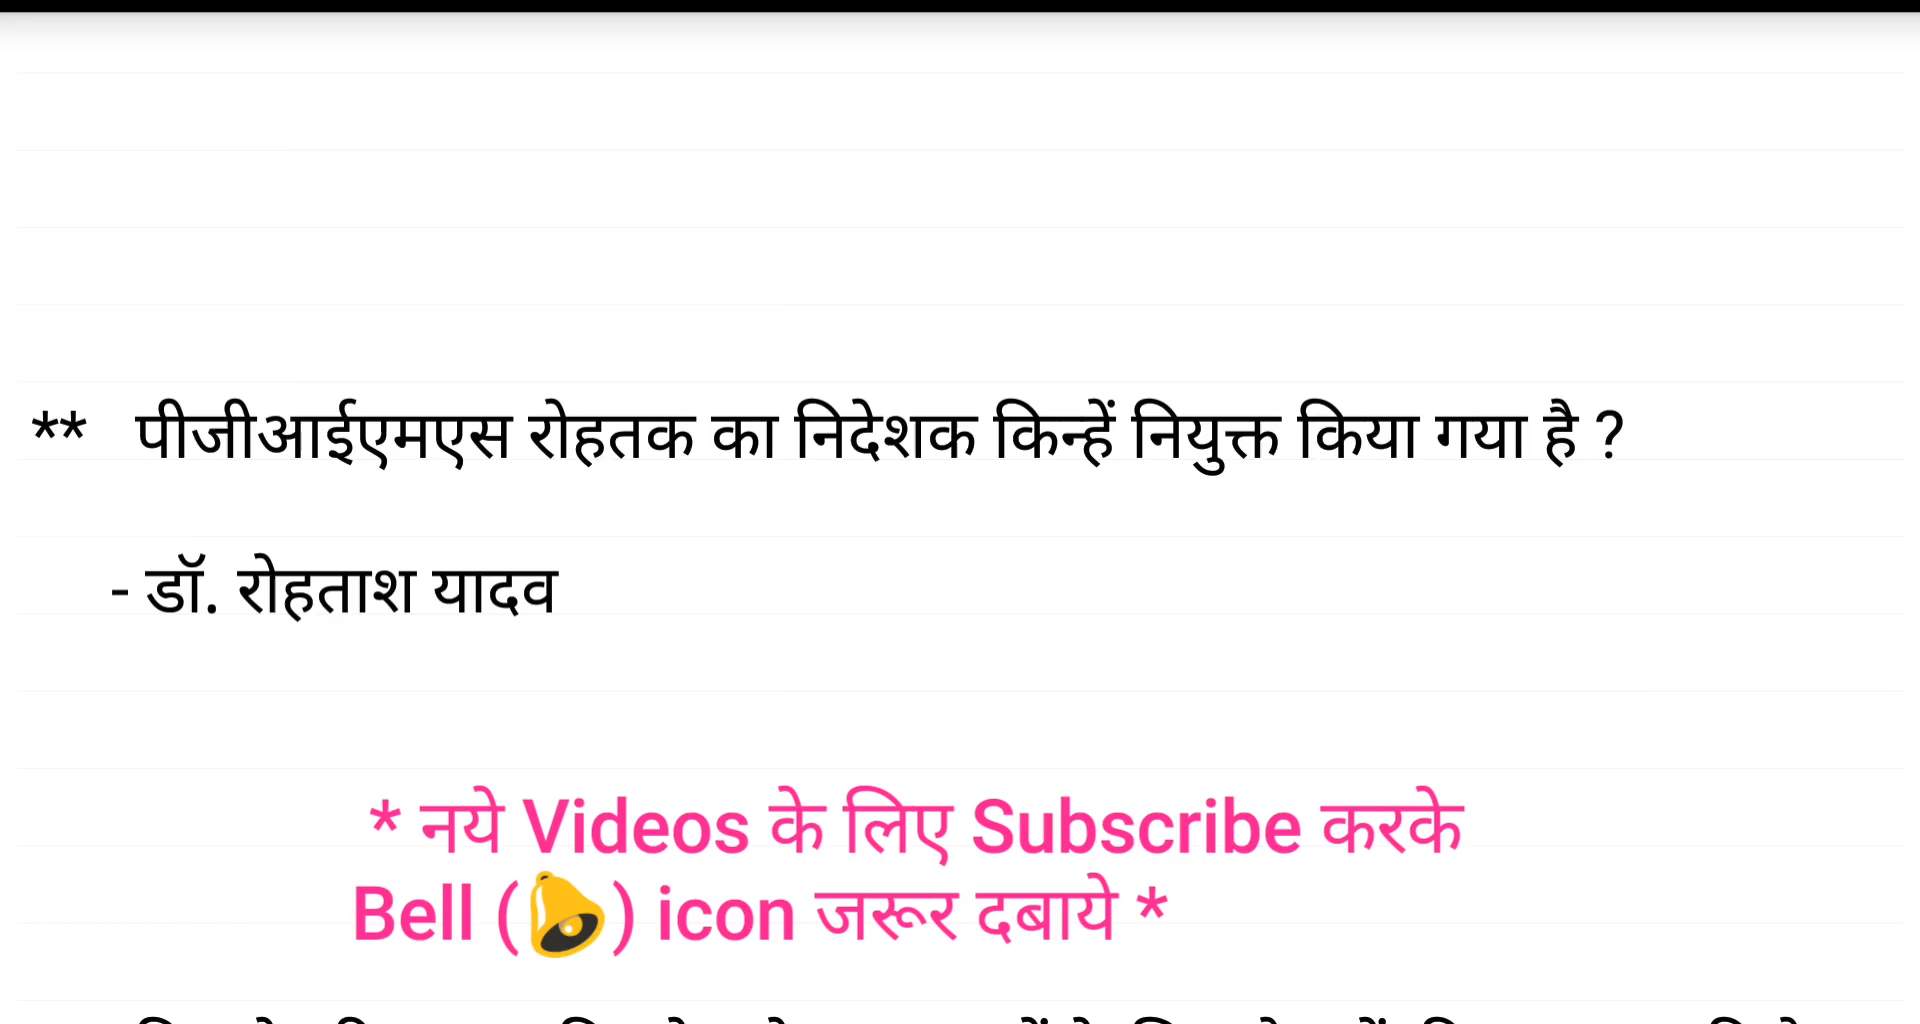 ** पीजीआईएमएस रोहतक का निदेशक किन्हें नियुक्त किया गया है ?
- डॉ. रोहताश यादव
* नये Videos के लिए Subscribe करके
Bell (🔔) icon जरूर दबाये *